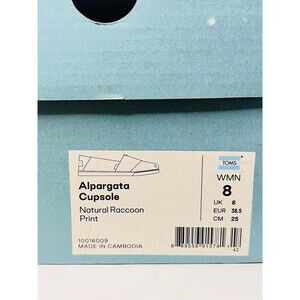 TOMS
Alpargata
Cupsole
Natural Raccoon
Print
WMN
8
UK 6
EUR 38.5
CM 25
10016009
MADE IN CAMBODIA
42